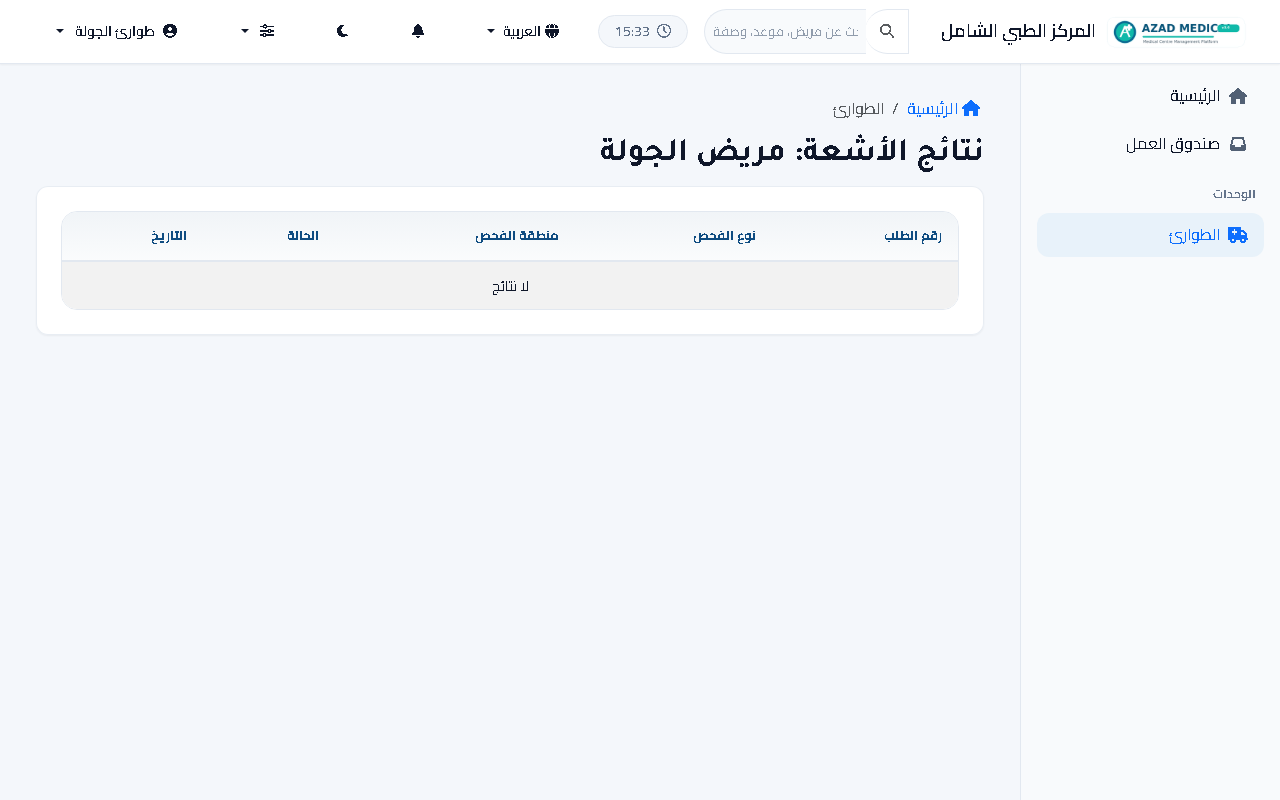 AZAD MEDIC
Medical Centre Management Platform
المركز الطبي الشامل
عن مريض، موعد، وصفة
15:33
العربية
طوارئ الجولة
الرئيسية
صندوق العمل
الوحدات
الطوارئ
الرئيسية / الطوارئ
نتائج الأشعة: مريض الجولة
رقم الطلب نوع الفحص منطقة الفحص الحالة التاريخ
لا نتائج